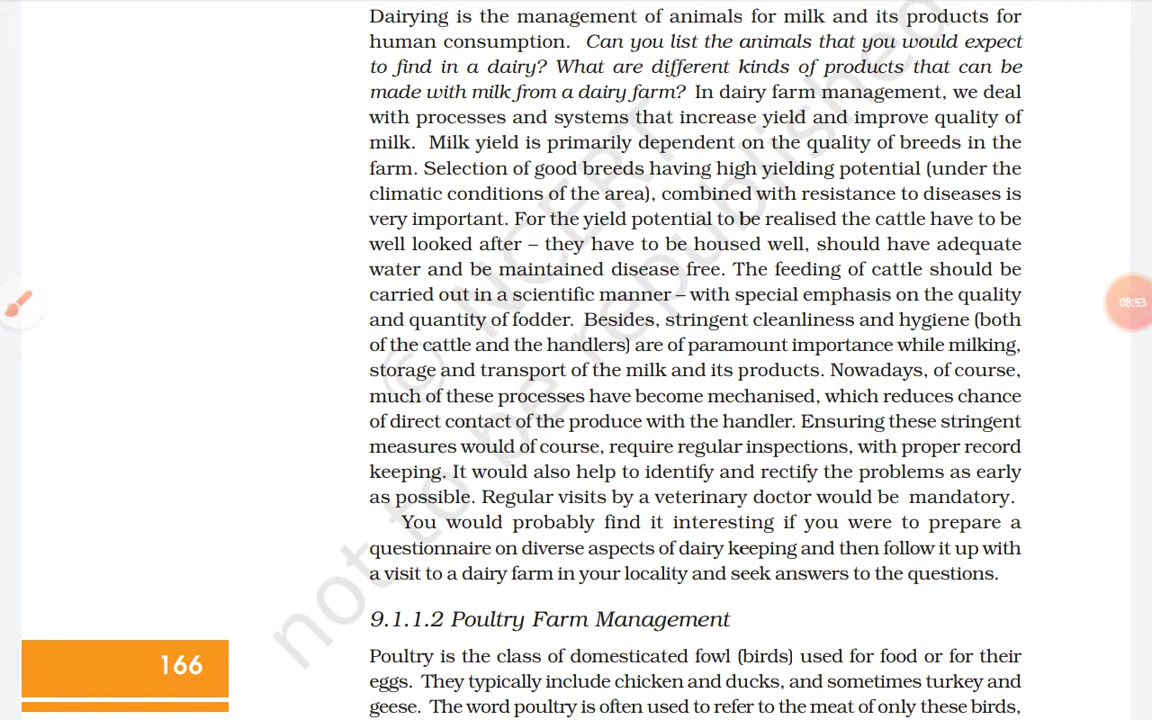 Dairying is the management of animals for milk and its products for
human consumption. Can you list the animals that you would expect
to find in a dairy? What are different kinds of products that can be
made with milk from a dairy farm? In dairy farm management, we deal
with processes and systems that increase yield and improve quality of
milk. Milk yield is primarily dependent on the quality of breeds in the
farm. Selection of good breeds having high yielding potential (under the
climatic conditions of the area), combined with resistance to diseases is
very important. For the yield potential to be realised the cattle have to be
well looked after – they have to be housed well, should have adequate
water and be maintained disease free. The feeding of cattle should be
carried out in a scientific manner – with special emphasis on the quality
and quantity of fodder. Besides, stringent cleanliness and hygiene (both
of the cattle and the handlers) are of paramount importance while milking,
storage and transport of the milk and its products. Nowadays, of course,
much of these processes have become mechanised, which reduces chance
of direct contact of the produce with the handler. Ensuring these stringent
measures would of course, require regular inspections, with proper record
keeping. It would also help to identify and rectify the problems as early
as possible. Regular visits by a veterinary doctor would be mandatory.
You would probably find it interesting if you were to prepare a
questionnaire on diverse aspects of dairy keeping and then follow it up with
a visit to a dairy farm in your locality and seek answers to the questions.
9.1.1.2 Poultry Farm Management
Poultry is the class of domesticated fowl (birds) used for food or for their
eggs. They typically include chicken and ducks, and sometimes turkey and
geese. The word poultry is often used to refer to the meat of only these birds,
166
08:53
© NCERT
not to be republished